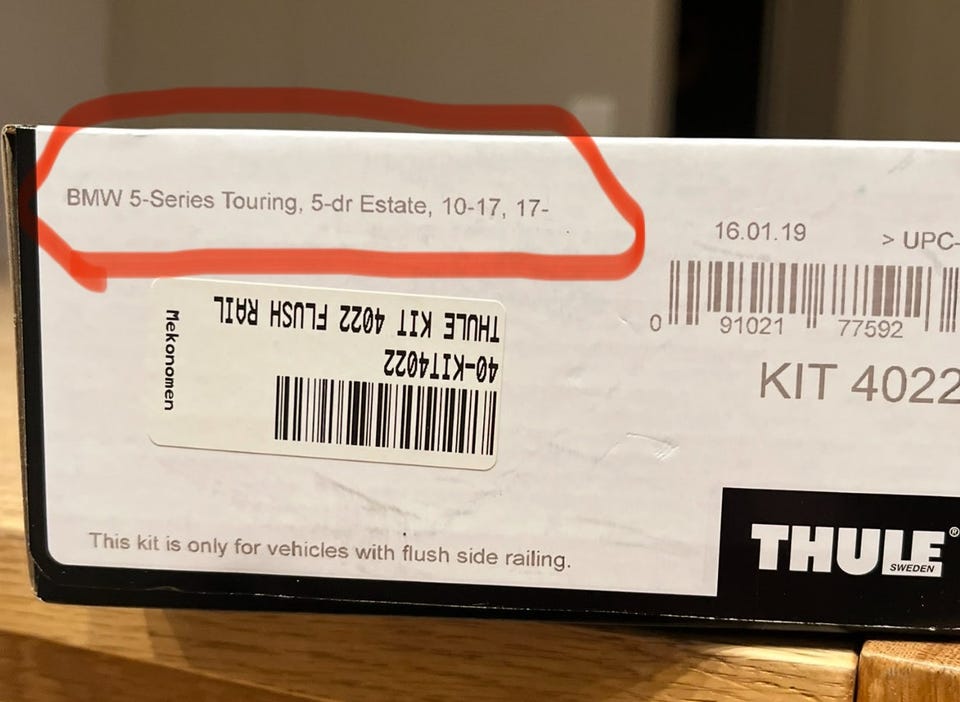 BMW 5-Series Touring, 5-dr Estate, 10-17, 17-
16.01.19
> UPC-
0 91021 77592
KIT 4022
THULE KIT 4022 FLUSH RAIL
40-KIT4022
Mekonomen
This kit is only for vehicles with flush side railing.
THULE®
SWEDEN